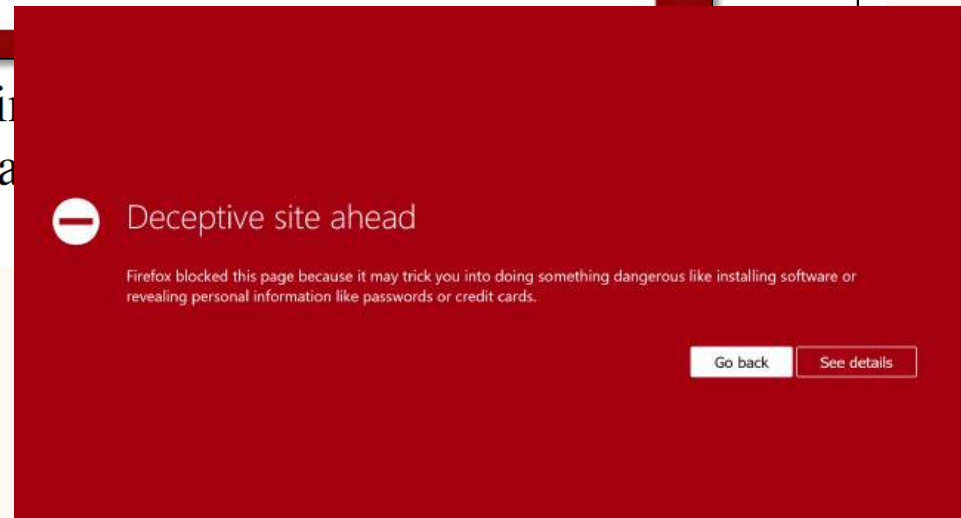 Deceptive site ahead
Firefox blocked this page because it may trick you into doing something dangerous like installing software or
revealing personal information like passwords or credit cards.
Go back See details